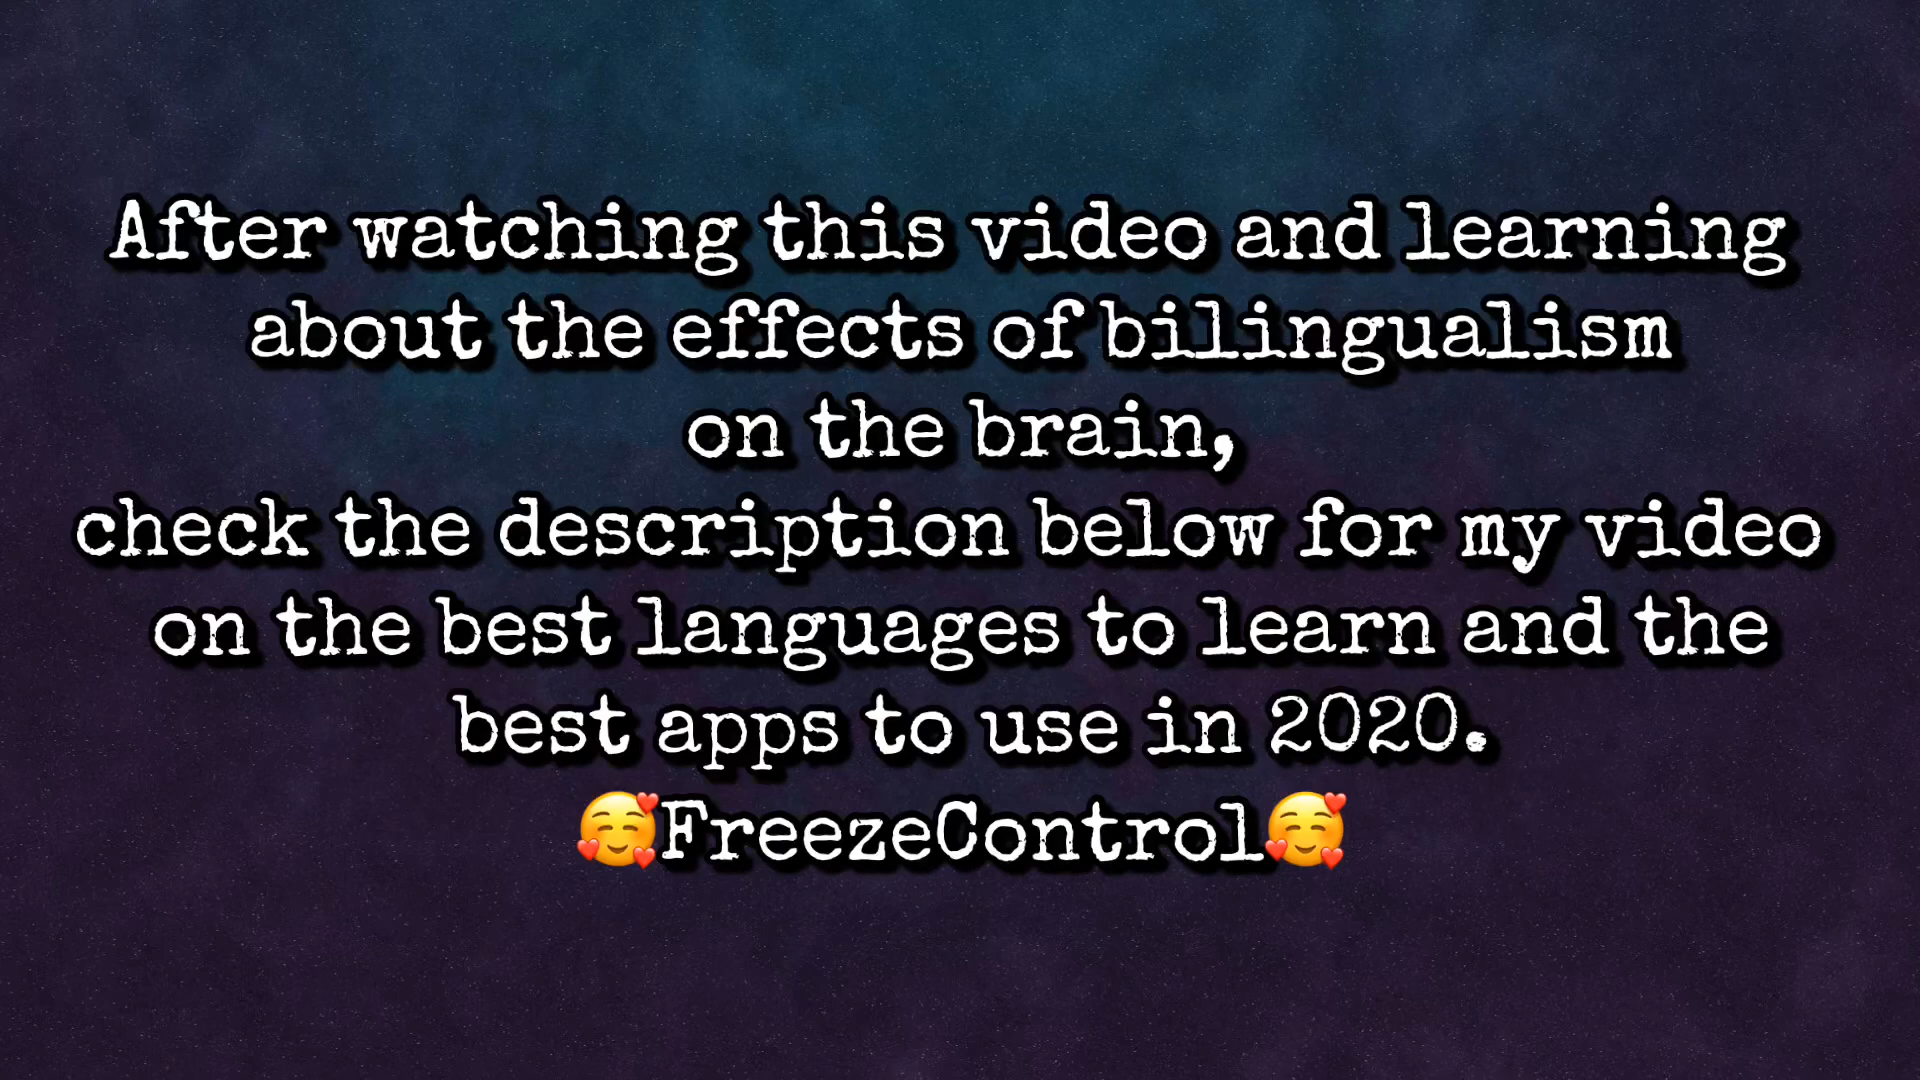 After watching this video and learning
about the effects of bilingualism
on the brain,
check the description below for my video
on the best languages to learn and the
best apps to use in 2020.
🥰FreezeControl🥰